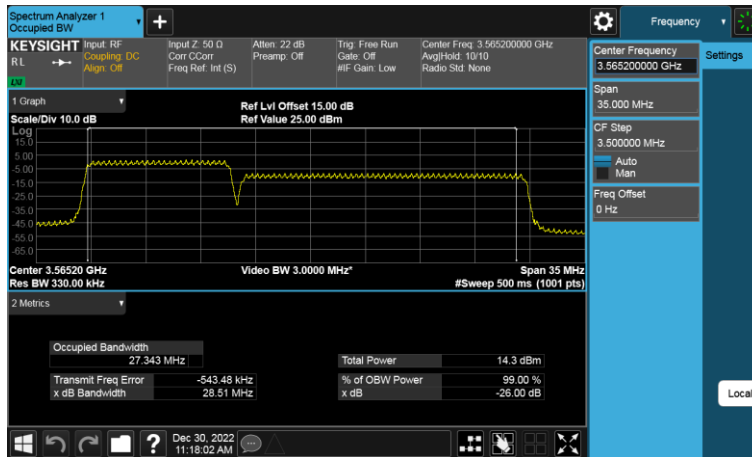 Spectrum Analyzer 1
Occupied BW
Frequency
KEYSIGHT
RL
LXI
Input: RF
Coupling: DC
Align: Off
Input Z: 50 Ω
Corr CCorr
Freq Ref: Int (S)
Atten: 22 dB
Preamp: Off
Trig: Free Run
Gate: Off
#IF Gain: Low
Center Freq: 3.565200000 GHz
Avg|Hold: 10/10
Radio Std: None
Center Frequency
3.565200000 GHz
Settings
Span
35.000 MHz
CF Step
3.500000 MHz
Auto
Man
Freq Offset
0 Hz
1 Graph
Scale/Div 10.0 dB
Ref Lvl Offset 15.00 dB
Ref Value 25.00 dBm
Log
15.0
5.00
-5.00
-15.0
-25.0
-35.0
-45.0
-55.0
-65.0
Center 3.56520 GHz
Res BW 330.00 kHz
Video BW 3.0000 MHz*
Span 35 MHz
#Sweep 500 ms (1001 pts)
2 Metrics
Occupied Bandwidth
27.343 MHz
Total Power 14.3 dBm
Transmit Freq Error -543.48 kHz
% of OBW Power 99.00 %
x dB Bandwidth 28.51 MHz
x dB -26.00 dB
Local
?
Dec 30, 2022
11:18:02 AM